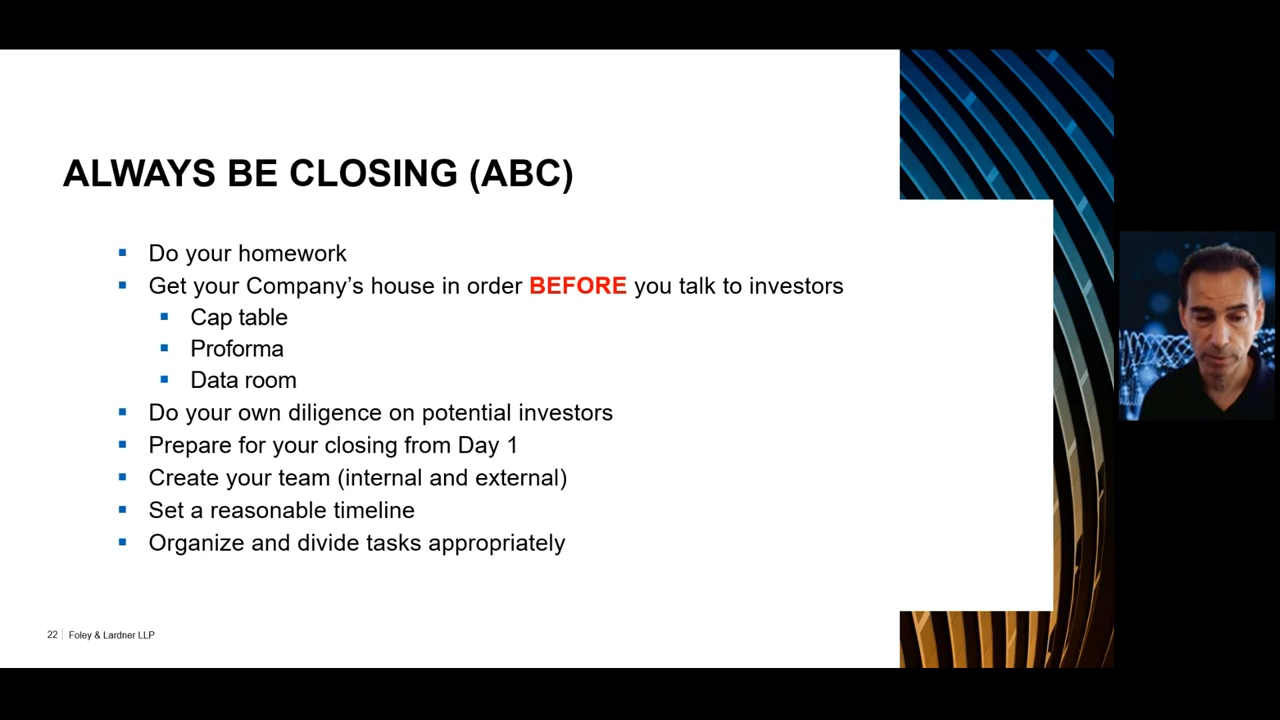 ALWAYS BE CLOSING (ABC)
Do your homework
Get your Company’s house in order BEFORE you talk to investors
Cap table
Proforma
Data room
Do your own diligence on potential investors
Prepare for your closing from Day 1
Create your team (internal and external)
Set a reasonable timeline
Organize and divide tasks appropriately
22 Foley & Lardner LLP